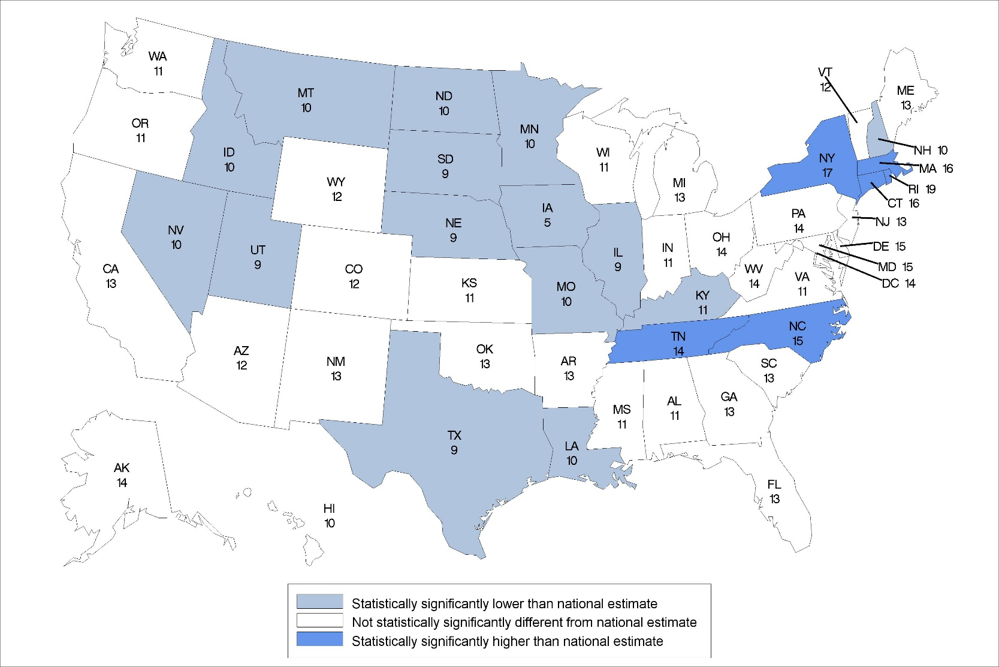 WA
11
MT
10
ND
10
VT
12
ME
13
OR
11
MN
10
ID
10
SD
9
WI
11
NY
17
NH 10
MA 16
RI 19
CT 16
WY
12
MI
13
IA
5
NE
9
PA
14
NJ 13
NV
10
UT
9
IL
9
IN
11
OH
14
DE 15
MD 15
DC 14
CA
13
CO
12
KS
11
MO
10
WV
14
VA
11
KY
11
NC
15
TN
14
AZ
12
NM
13
OK
13
AR
13
SC
13
MS
11
AL
11
GA
13
TX
9
LA
10
AK
14
HI
10
FL
13
Statistically significantly lower than national estimate
Not statistically significantly different from national estimate
Statistically significantly higher than national estimate